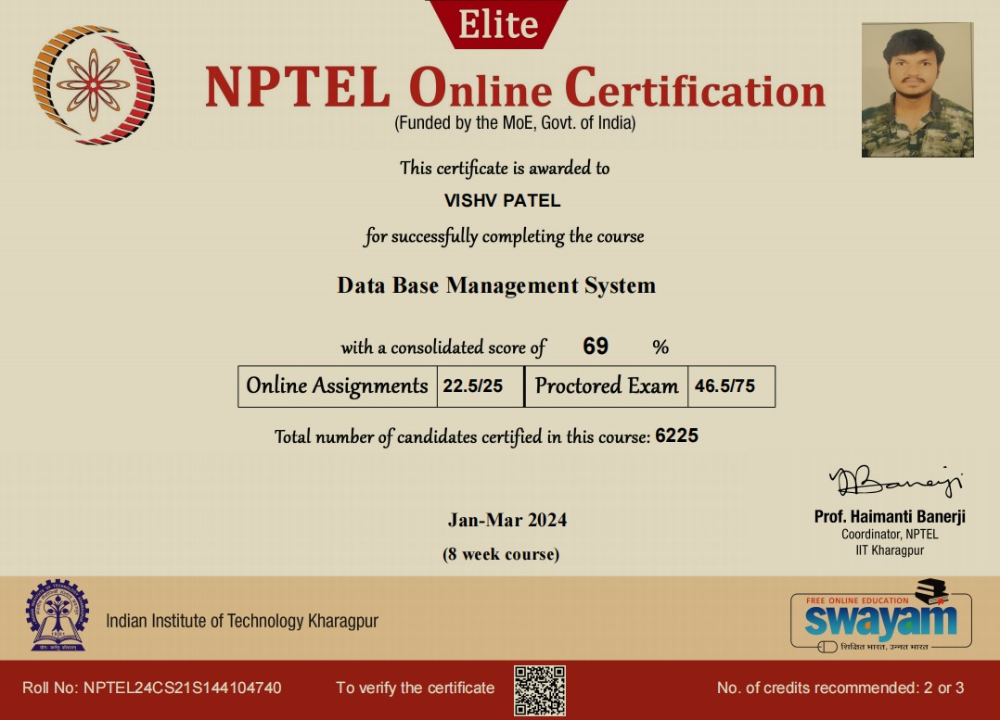 Elite
NPTEL Online Certification
(Funded by the MoE, Govt. of India)
This certificate is awarded to
VISHV PATEL
for successfully completing the course
Data Base Management System
with a consolidated score of 69 %
Online Assignments 22.5/25 Proctored Exam 46.5/75
Total number of candidates certified in this course: 6225
Jan-Mar 2024
(8 week course)
Prof. Haimanti Banerji
Coordinator, NPTEL
IIT Kharagpur
Indian Institute of Technology Kharagpur
FREE ONLINE EDUCATION
swayam
शिक्षित भारत, उन्नत भारत
Roll No: NPTEL24CS21S144104740 To verify the certificate No. of credits recommended: 2 or 3